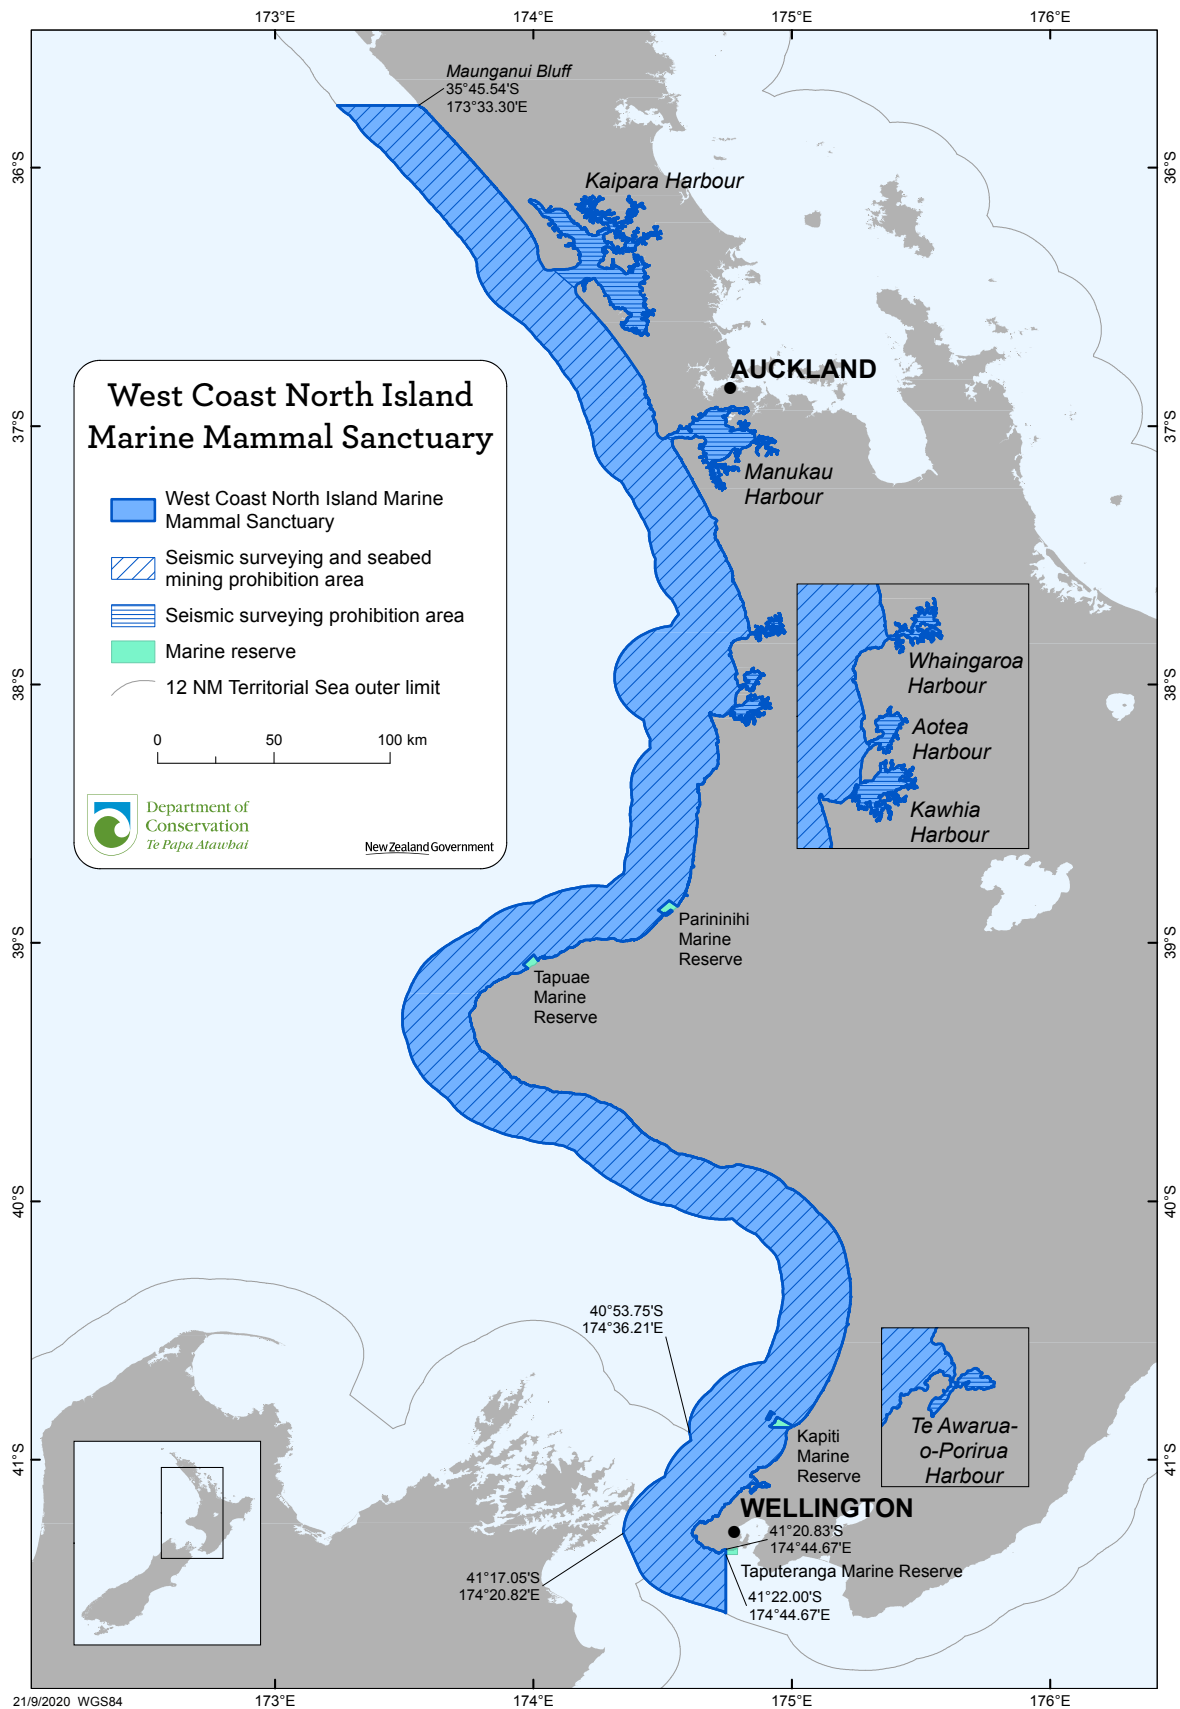 173°E
174°E
175°E
176°E
Maunganui Bluff
35°45.54'S
173°33.30'E
36°S
36°S
Kaipara Harbour
AUCKLAND
West Coast North Island
Marine Mammal Sanctuary
37°S
37°S
Manukau
Harbour
West Coast North Island Marine
Mammal Sanctuary
Seismic surveying and seabed
mining prohibition area
Seismic surveying prohibition area
Marine reserve
12 NM Territorial Sea outer limit
0
50
100 km
Department of
Conservation
Te Papa Atawhai
New Zealand Government
Whaingaroa
Harbour
38°S
38°S
Aotea
Harbour
Kawhia
Harbour
Parininihi
Marine
Reserve
39°S
39°S
Tapuae
Marine
Reserve
40°S
40°S
40°53.75'S
174°36.21'E
Kapiti
Marine
Reserve
Te Awarua-
o-Porirua
Harbour
41°S
41°S
WELLINGTON
41°20.83'S
174°44.67'E
Taputeranga Marine Reserve
41°17.05'S
174°20.82'E
41°22.00'S
174°44.67'E
21/9/2020 WGS84
173°E
174°E
175°E
176°E